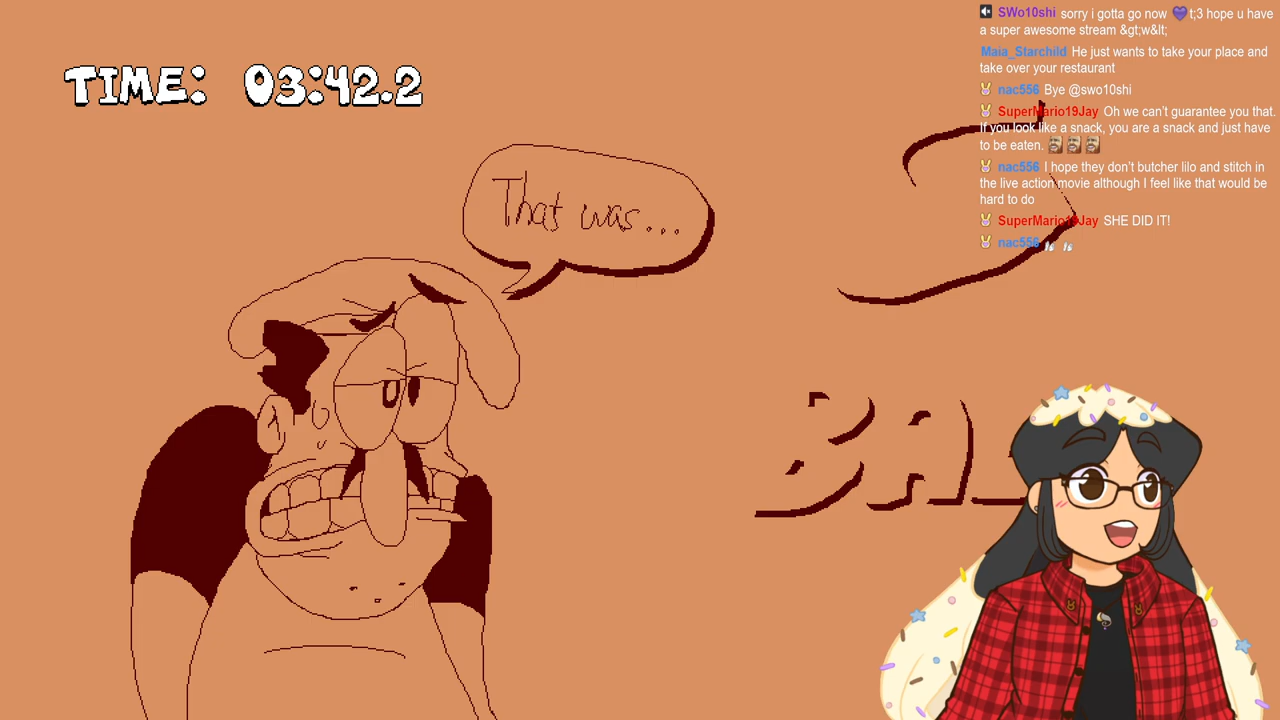 TIME: 03:42.2
That was...
BA
SWo10shi sorry i gotta go now 💜t;3 hope u have
a super awesome stream &gt;w&lt;
Maia_Starchild He just wants to take your place and
take over your restaurant
nac556 Bye @swo10shi
SuperMario19Jay Oh we can't guarantee you that.
If you look like a snack, you are a snack and just have
to be eaten.
nac556 I hope they don't butcher lilo and stitch in
the live action movie although I feel like that would be
hard to do
SuperMario19Jay SHE DID IT!
nac556